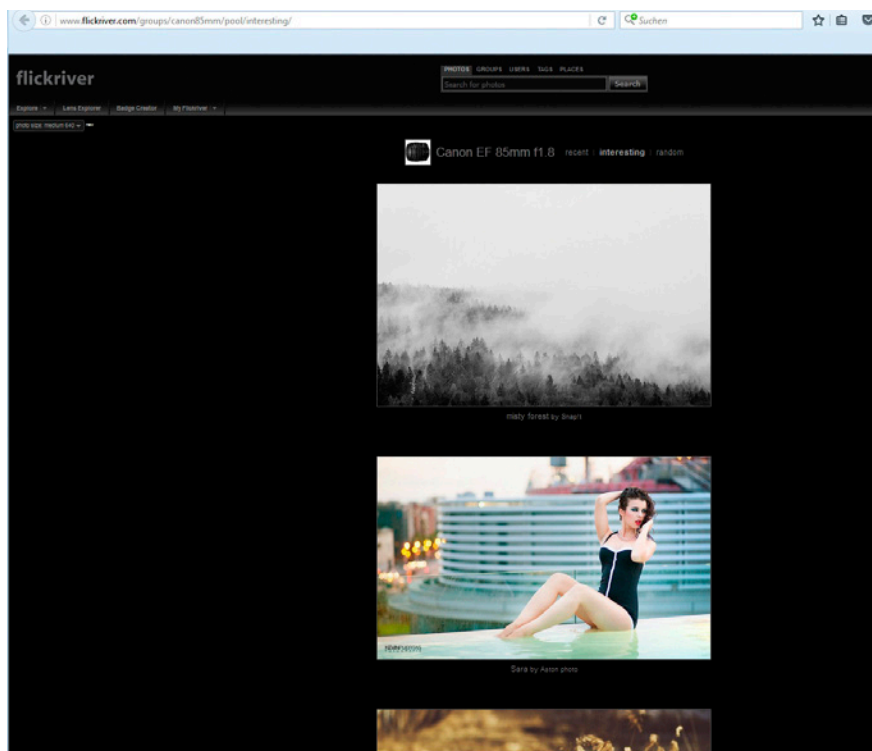 www.flickriver.com/groups/canon85mm/pool/interesting/
Suchen
flickriver
PHOTOS GROUPS USERS TAGS PLACES
Search for photos
Search
Explore
Lens Explorer
Badge Creator
My Flickriver
photo size: medium 640
Canon EF 85mm f1.8
recent | interesting | random
misty forest by
Sara by Aaron photo